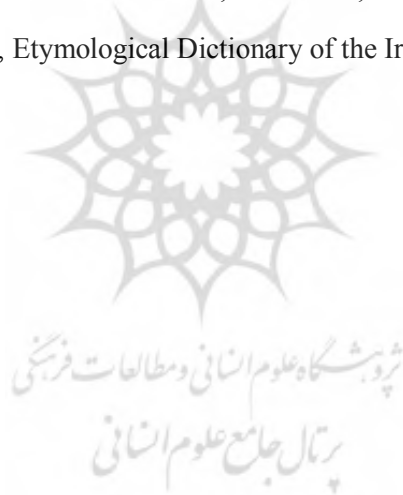 , Etymological Dictionary of the Ir
پژوهشگاه علوم انسانی و مطالعات فرهنگی
پرتال جامع علوم انسانی